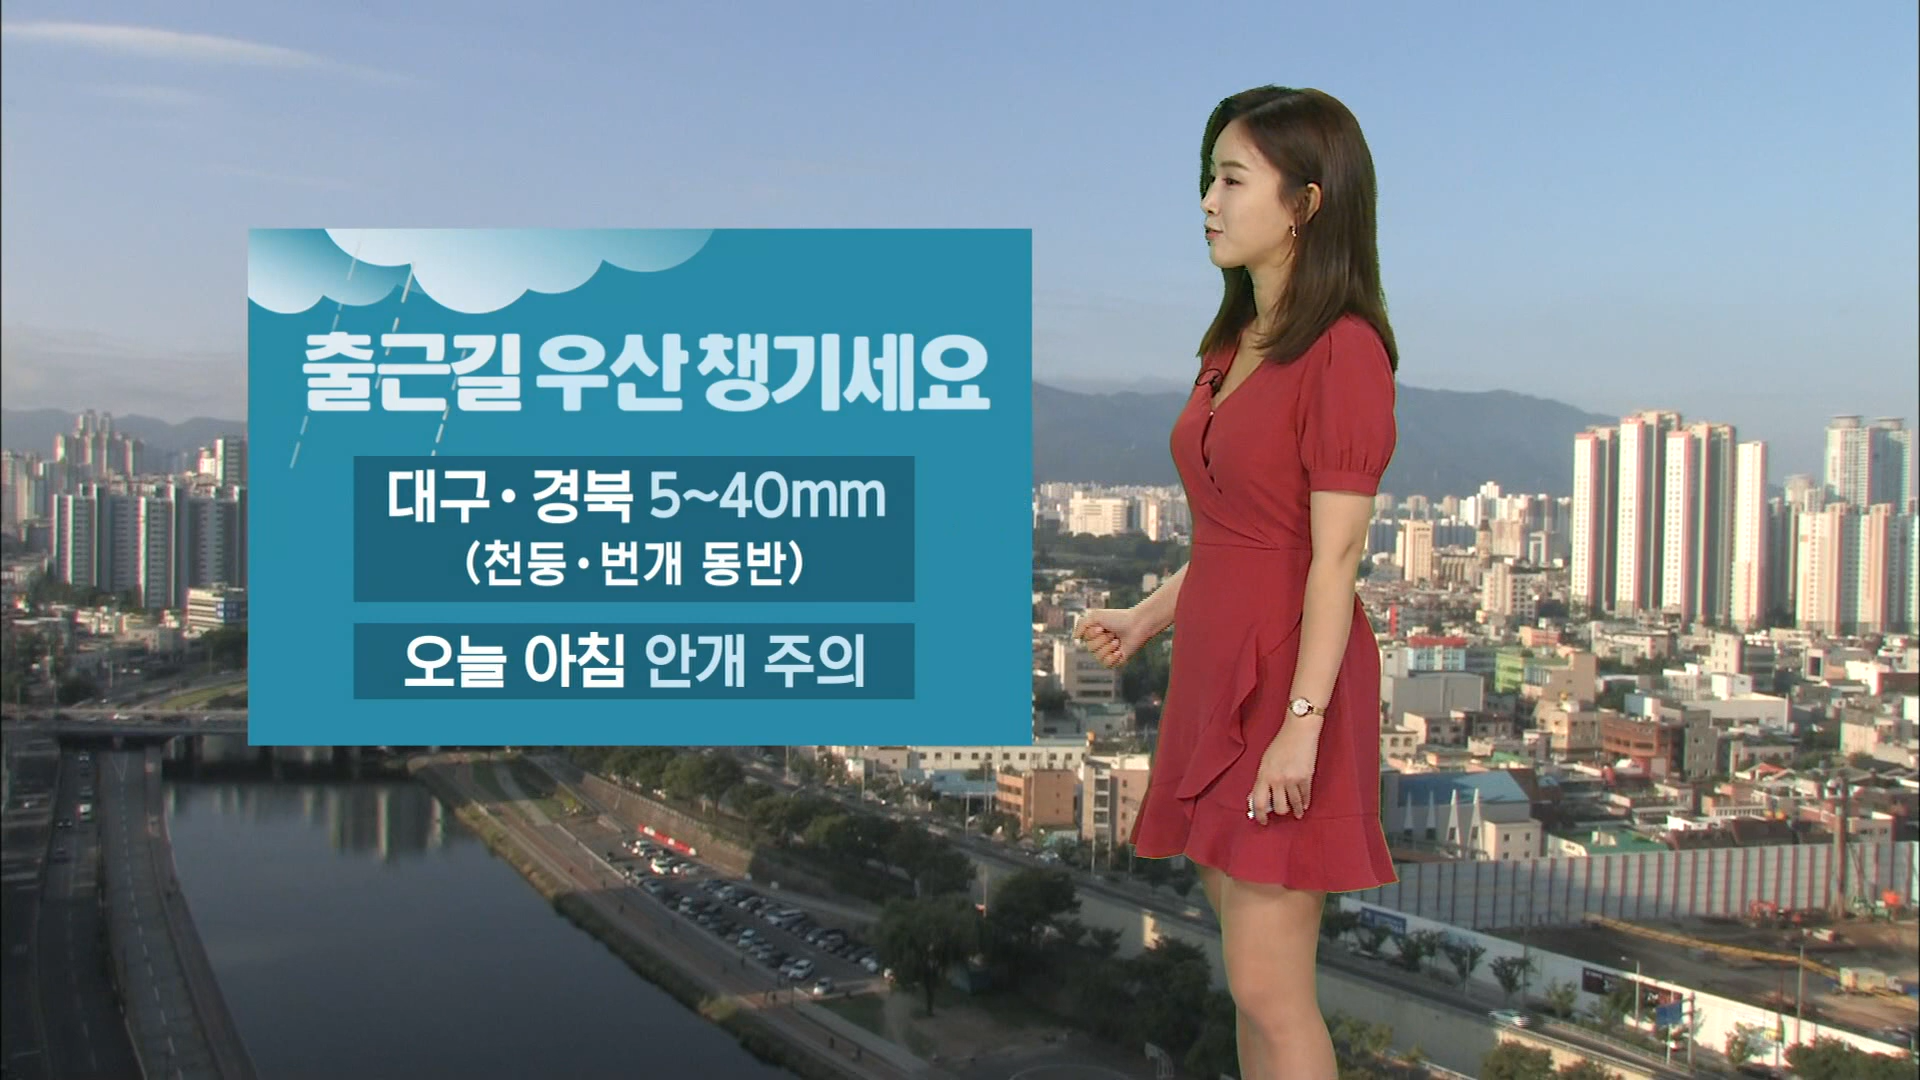 출근길 우산 챙기세요
대구·경북 5~40mm
(천둥·번개 동반)
오늘 아침 안개 주의